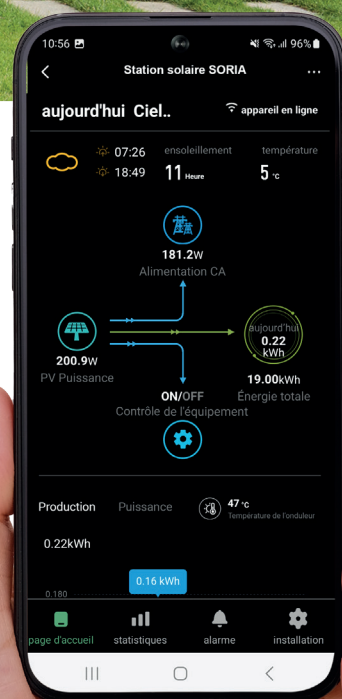 10:56 96%
Station solaire SORIA
aujourd'hui Ciel.. appareil en ligne
07:26 ensoleillement température
18:49 11 Heure 5 °C
181.2W
Alimentation CA
aujourd'hui
0.22
kWh
200.9W 19.00kWh
PV Puissance Énergie totale
ON/OFF
Contrôle de l'équipement
Production Puissance 47 °C
Température de l'onduleur
0.22kWh
0.16 kWh
0.180
page d'accueil statistiques alarme installation